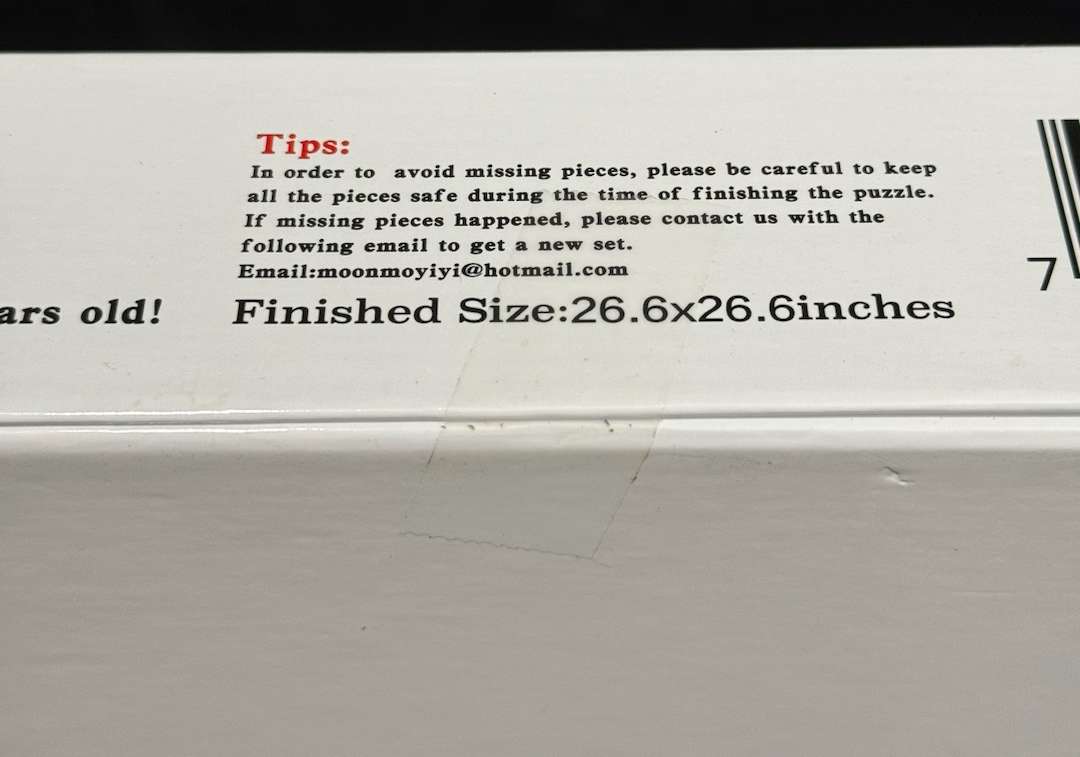 Tips:
In order to avoid missing pieces, please be careful to keep
all the pieces safe during the time of finishing the puzzle.
If missing pieces happened, please contact us with the
following email to get a new set.
Email:moonmoyiyi@hotmail.com
old! Finished Size:26.6x26.6inches
7